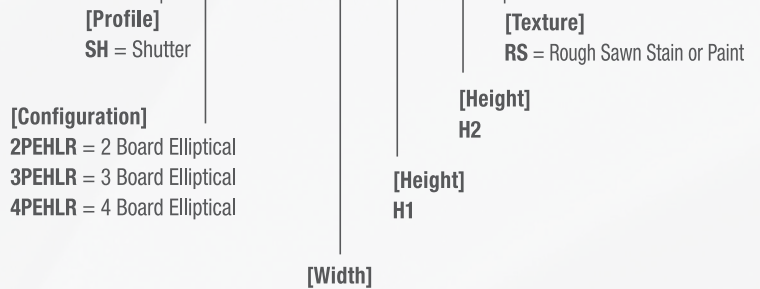 [Profile]
SH = Shutter
[Texture]
RS = Rough Sawn Stain or Paint
[Configuration]
2PEHLR = 2 Board Elliptical
3PEHLR = 3 Board Elliptical
4PEHLR = 4 Board Elliptical
[Height]
H2
[Height]
H1
[Width]